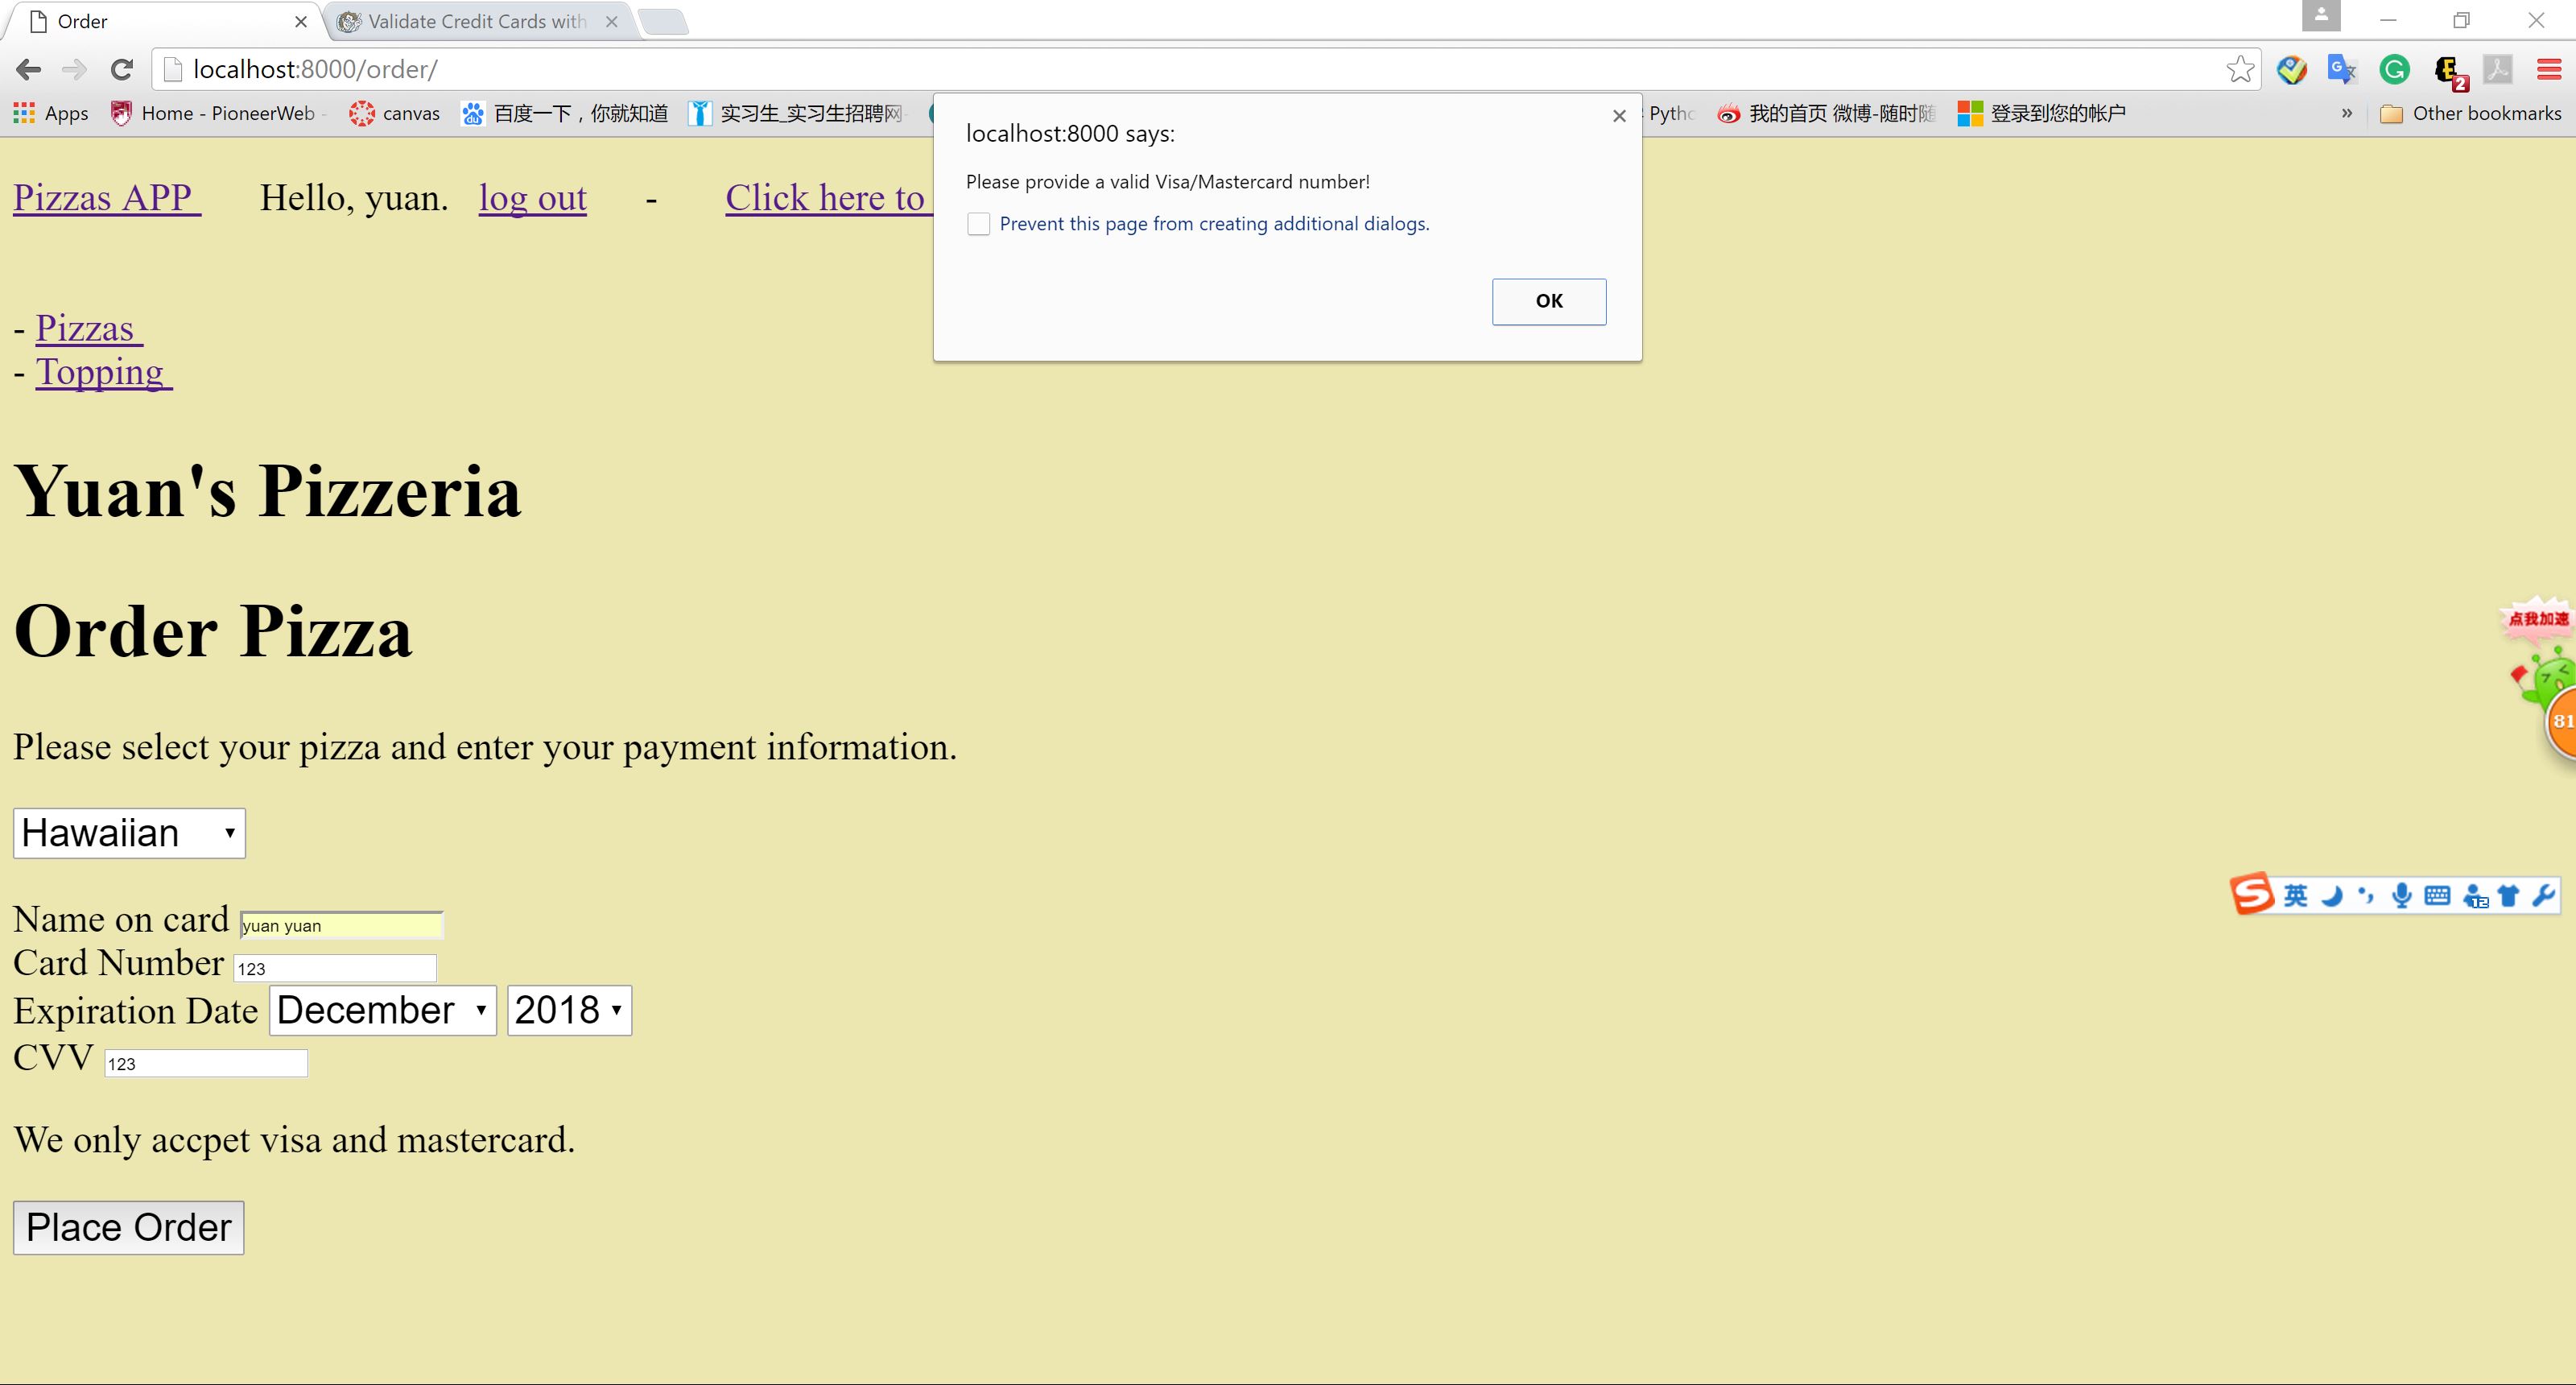 Order
Validate Credit Cards with
localhost:8000/order/
2
Apps Home - PioneerWeb - canvas 百度一下，你就知道 实习生_实习生招聘网 Pytho 我的首页 微博-随时随 登录到您的帐户 » Other bookmarks
localhost:8000 says:
Please provide a valid Visa/Mastercard number!
Prevent this page from creating additional dialogs.
OK
Pizzas APP Hello, yuan. log out - Click here to
- Pizzas
- Topping
Yuan's Pizzeria
Order Pizza
点我加速
81
Please select your pizza and enter your payment information.
Hawaiian
英
Name on card yuan yuan
Card Number 123
Expiration Date December 2018
CVV 123
We only accpet visa and mastercard.
Place Order